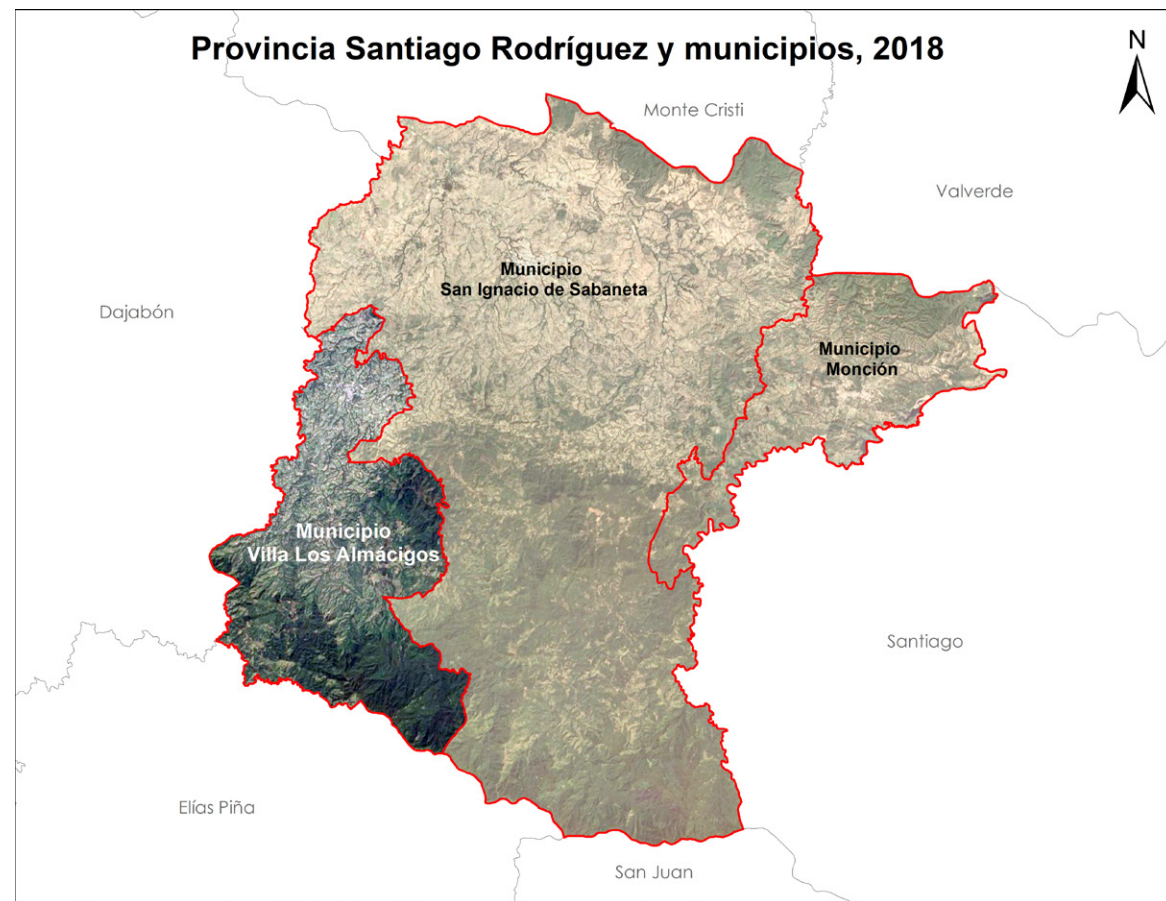 Provincia Santiago Rodríguez y municipios, 2018
N
Monte Cristi
Valverde
Municipio
San Ignacio de Sabaneta
Dajabón
Municipio
Monción
Municipio
Villa Los Almácigos
Santiago
Elías Piña
San Juan